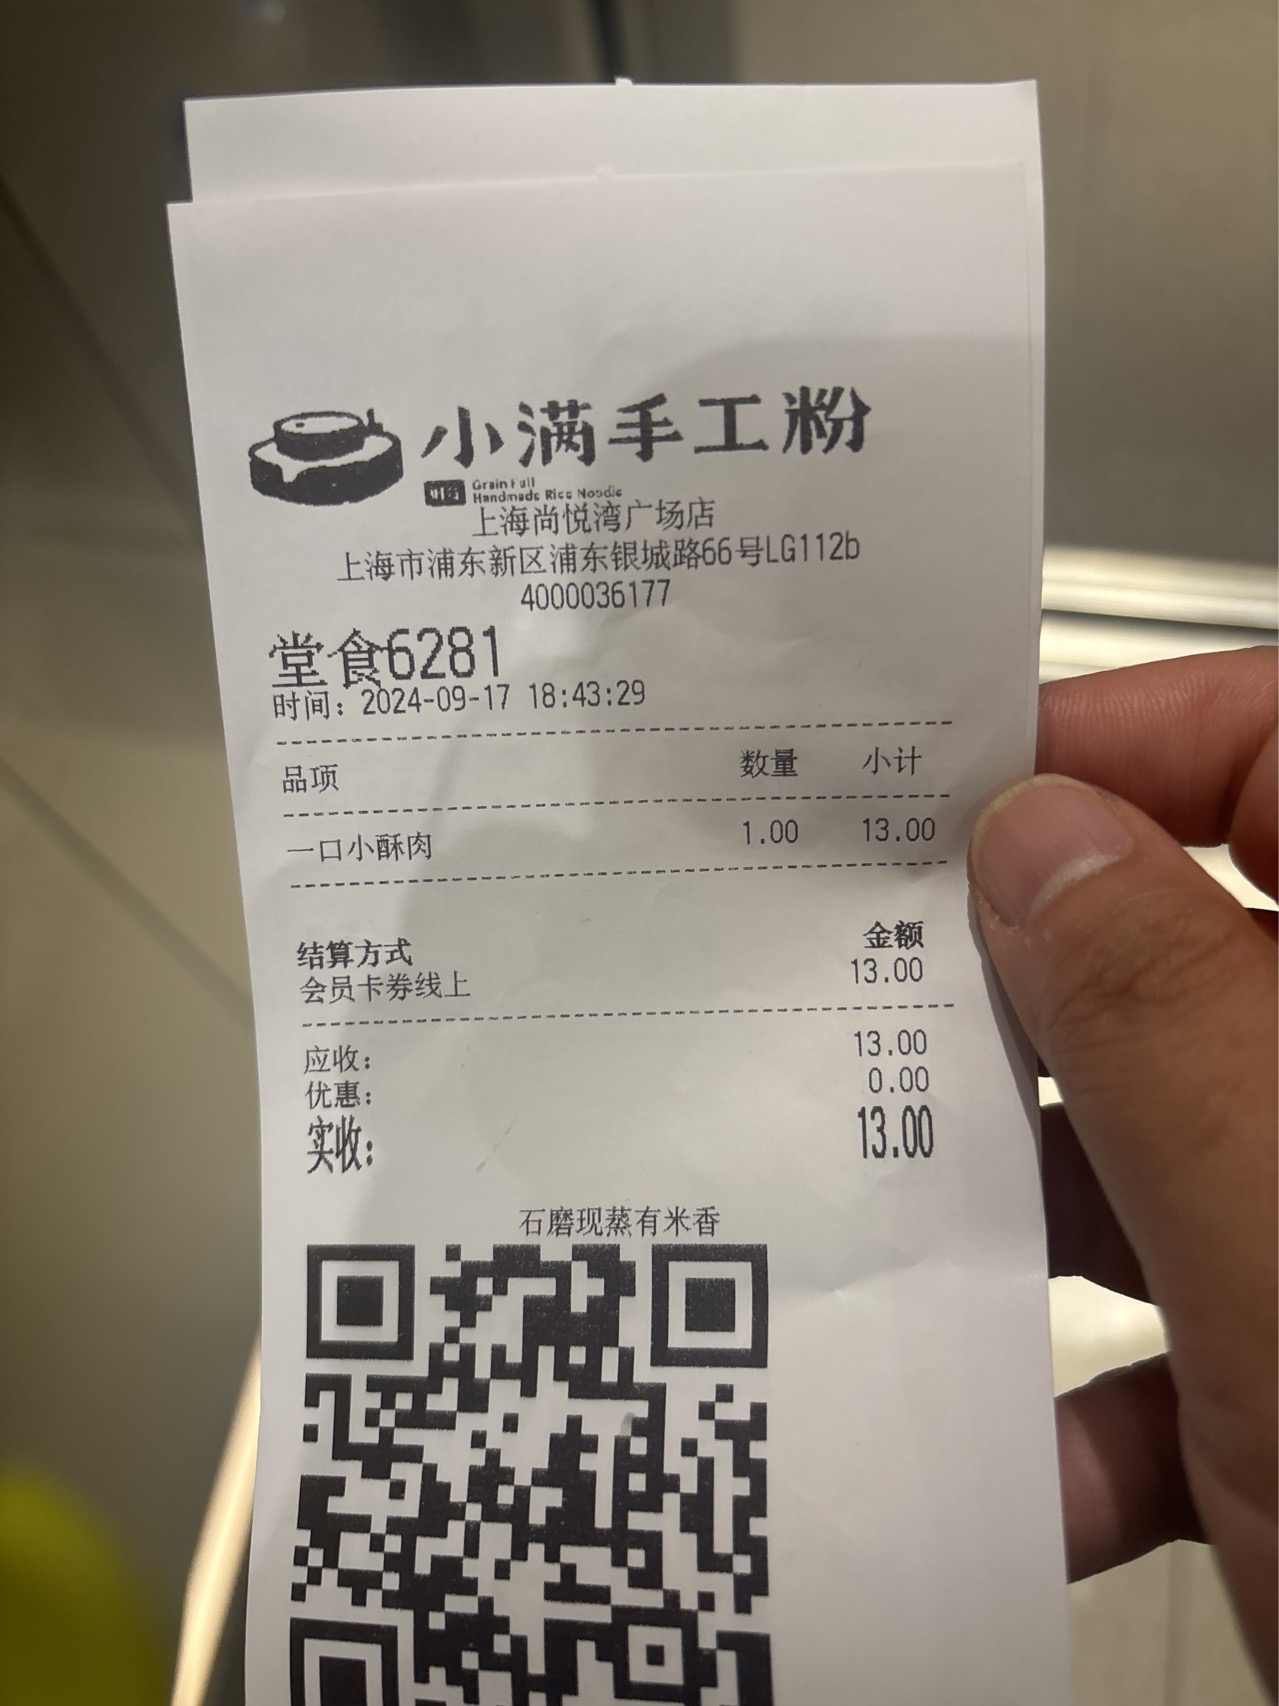 小满手工粉
Grain Full
Handmade Rice Noodle
上海尚悦湾广场店
上海市浦东新区浦东银城路66号LG112b
4000036177
堂食6281
时间：2024-09-17 18:43:29
品项 数量 小计
一口小酥肉 1.00 13.00
结算方式 金额
会员卡券线上 13.00
应收： 13.00
优惠： 0.00
实收： 13.00
石磨现蒸有米香